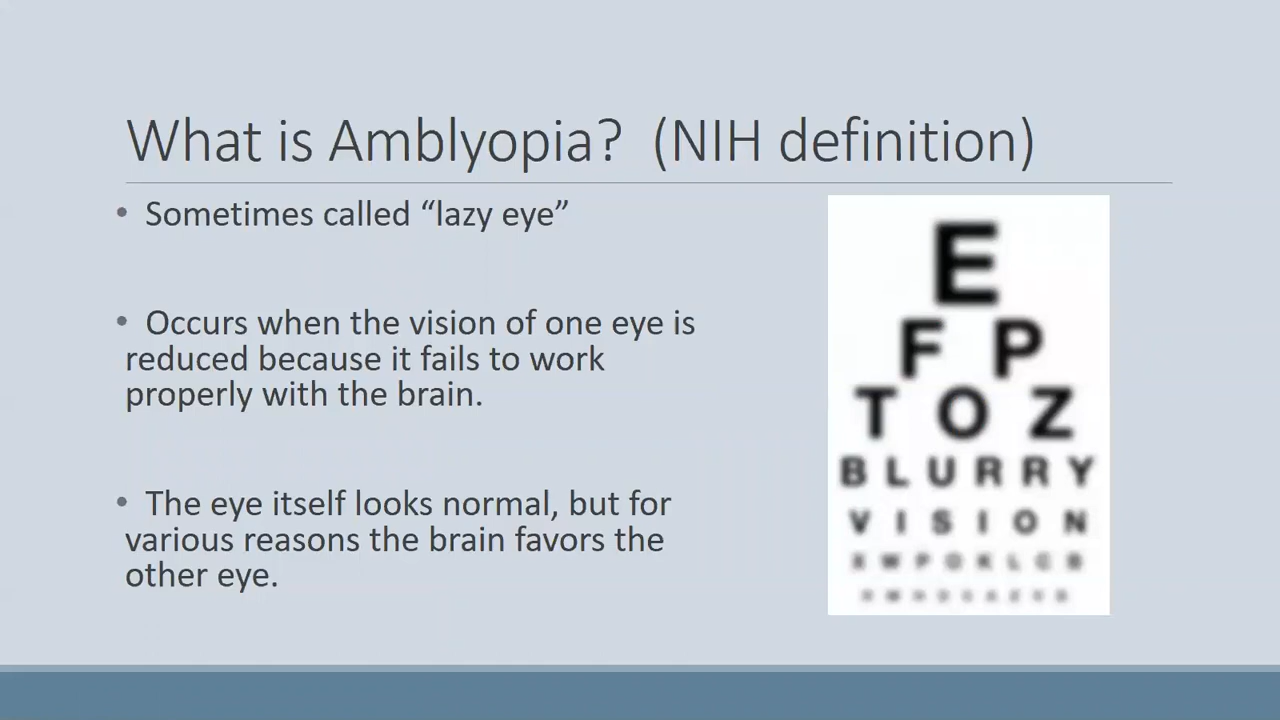 What is Amblyopia?  (NIH definition)
• Sometimes called “lazy eye”
• Occurs when the vision of one eye is
reduced because it fails to work
properly with the brain.
• The eye itself looks normal, but for
various reasons the brain favors the
other eye.
E
F P
T O Z
B L U R R Y
V I S I O N